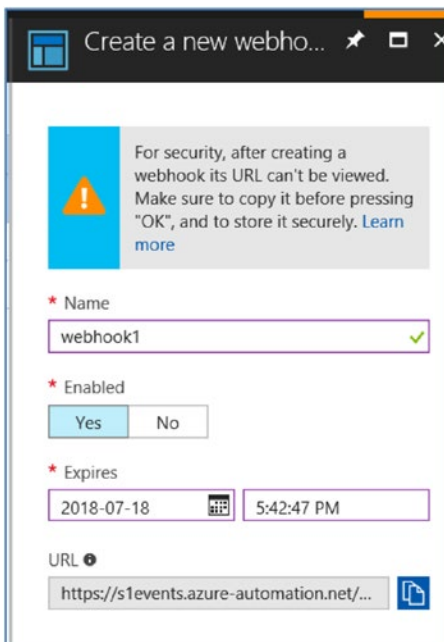 Create a new webho...
For security, after creating a
webhook its URL can't be viewed.
Make sure to copy it before pressing
"OK", and to store it securely. Learn
more
* Name
webhook1
* Enabled
Yes No
* Expires
2018-07-18 5:42:47 PM
URL
https://s1events.azure-automation.net/...